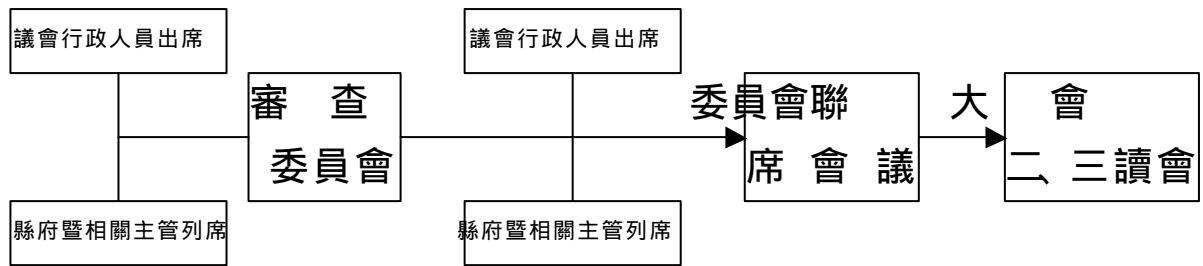 議會行政人員出席
議會行政人員出席
審 查
委員會
委員會聯
席 會 議
大 會
二、三讀會
縣府暨相關主管列席
縣府暨相關主管列席